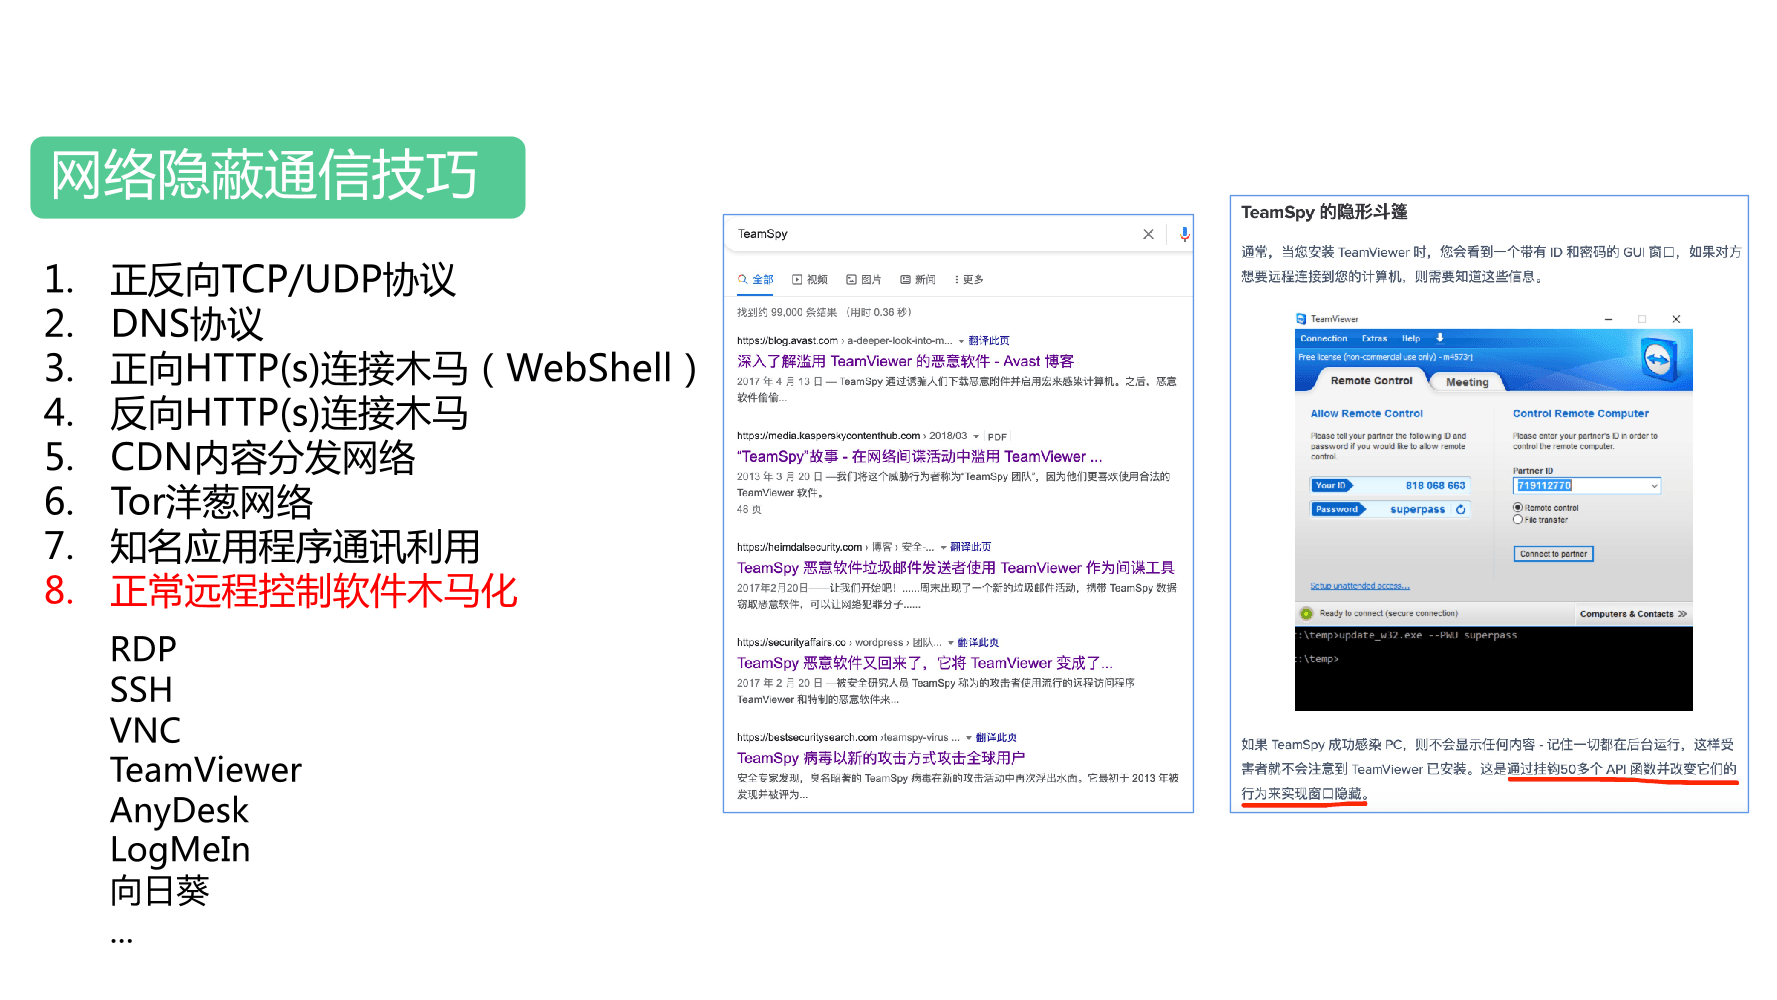 网络隐蔽通信技巧
1. 正反向TCP/UDP协议
2. DNS协议
3. 正向HTTP(s)连接木马（WebShell）
4. 反向HTTP(s)连接木马
5. CDN内容分发网络
6. Tor洋葱网络
7. 知名应用程序通讯利用
8. 正常远程控制软件木马化
RDP
SSH
VNC
TeamViewer
AnyDesk
LogMeIn
向日葵
...
TeamSpy
全部 视频 图片 新闻 更多
找到约 99,000 条结果 （用时 0.36 秒）
https://blog.avast.com › a-deeper-look-into-m... 翻译此页
深入了解滥用 TeamViewer 的恶意软件 - Avast 博客
2017 年 4 月 13 日 — TeamSpy 通过诱骗人们下载恶意附件并启用宏来感染计算机。之后，恶意
软件偷偷...
https://media.kasperskycontenthub.com › 2018/03 PDF
“TeamSpy”故事 - 在网络间谍活动中滥用 TeamViewer ...
2013 年 3 月 20 日 —我们将这个威胁行为者称为“TeamSpy 团队”，因为他们更喜欢使用合法的
TeamViewer 软件。
48 页
https://heimdalsecurity.com › 博客 › 安全-... 翻译此页
TeamSpy 恶意软件垃圾邮件发送者使用 TeamViewer 作为间谍工具
2017年2月20日——让我们开始吧！......周末出现了一个新的垃圾邮件活动，携带 TeamSpy 数据
窃取恶意软件，可以让网络犯罪分子......
https://securityaffairs.co › wordpress › 团队... 翻译此页
TeamSpy 恶意软件又回来了，它将 TeamViewer 变成了...
2017 年 2 月 20 日 —被安全研究人员 TeamSpy 称为的攻击者使用流行的远程访问程序
TeamViewer 和特制的恶意软件来...
https://bestsecuritysearch.com ›teamspy-virus ... 翻译此页
TeamSpy 病毒以新的攻击方式攻击全球用户
安全专家发现，臭名昭著的 TeamSpy 病毒在新的攻击活动中再次浮出水面。它最初于 2013 年被
发现并被评为...
TeamSpy 的隐形斗篷
通常，当您安装 TeamViewer 时，您会看到一个带有 ID 和密码的 GUI 窗口，如果对方
想要远程连接到您的计算机，则需要知道这些信息。
TeamViewer
Connection Extras Help
Free license (non-commercial use only) - m4573r)
Remote Control Meeting
Allow Remote Control
Please tell your partner the following ID and
password if you would like to allow remote
control.
Your ID 818 068 663
Password superpass
Setup unattended access...
Control Remote Computer
Please enter your partner's ID in order to
control the remote computer.
Partner ID
719112770
Remote control
File transfer
Connect to partner
Ready to connect (secure connection)
Computers & Contacts >>
:\temp>update_w32.exe --PWU superpass
:\temp>
如果 TeamSpy 成功感染 PC，则不会显示任何内容 - 记住一切都在后台运行，这样受
害者就不会注意到 TeamViewer 已安装。这是通过挂钩50多个 API 函数并改变它们的
行为来实现窗口隐藏。